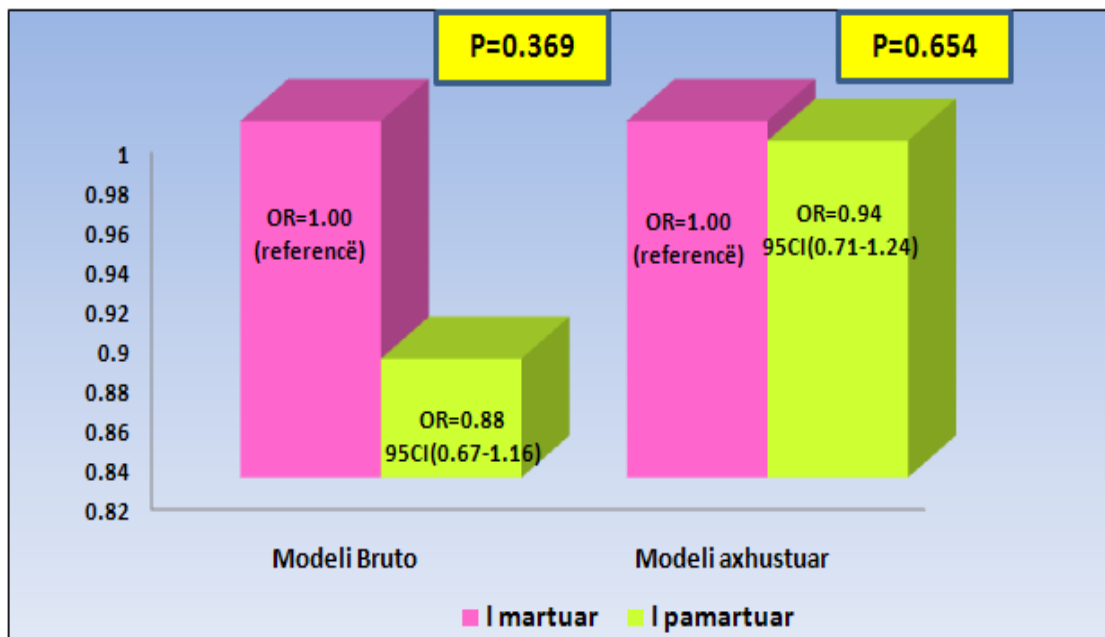 P=0.369
P=0.654
1
0.98
0.96
0.94
0.92
0.9
0.88
0.86
0.84
0.82
OR=1.00
(referencë)
OR=0.88
95CI(0.67-1.16)
OR=1.00
(referencë)
OR=0.94
95CI(0.71-1.24)
Modeli Bruto
Modeli axhustuar
I martuar
I pamartuar